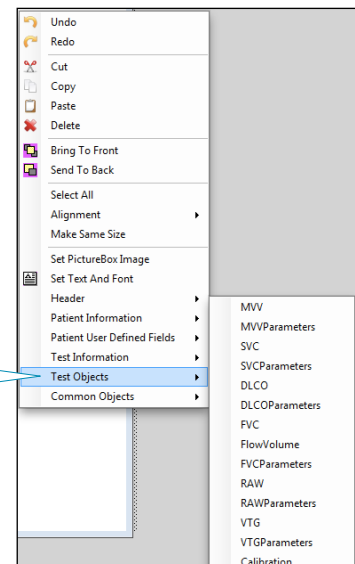 Undo
Redo
Cut
Copy
Paste
Delete
Bring To Front
Send To Back
Select All
Alignment
Make Same Size
Set PictureBox Image
Set Text And Font
Header
Patient Information
Patient User Defined Fields
Test Information
Test Objects
Common Objects
MVV
MVVParameters
SVC
SVCParameters
DLCO
DLCOParameters
FVC
FlowVolume
FVCParameters
RAW
RAWParameters
VTG
VTGParameters
Calibration